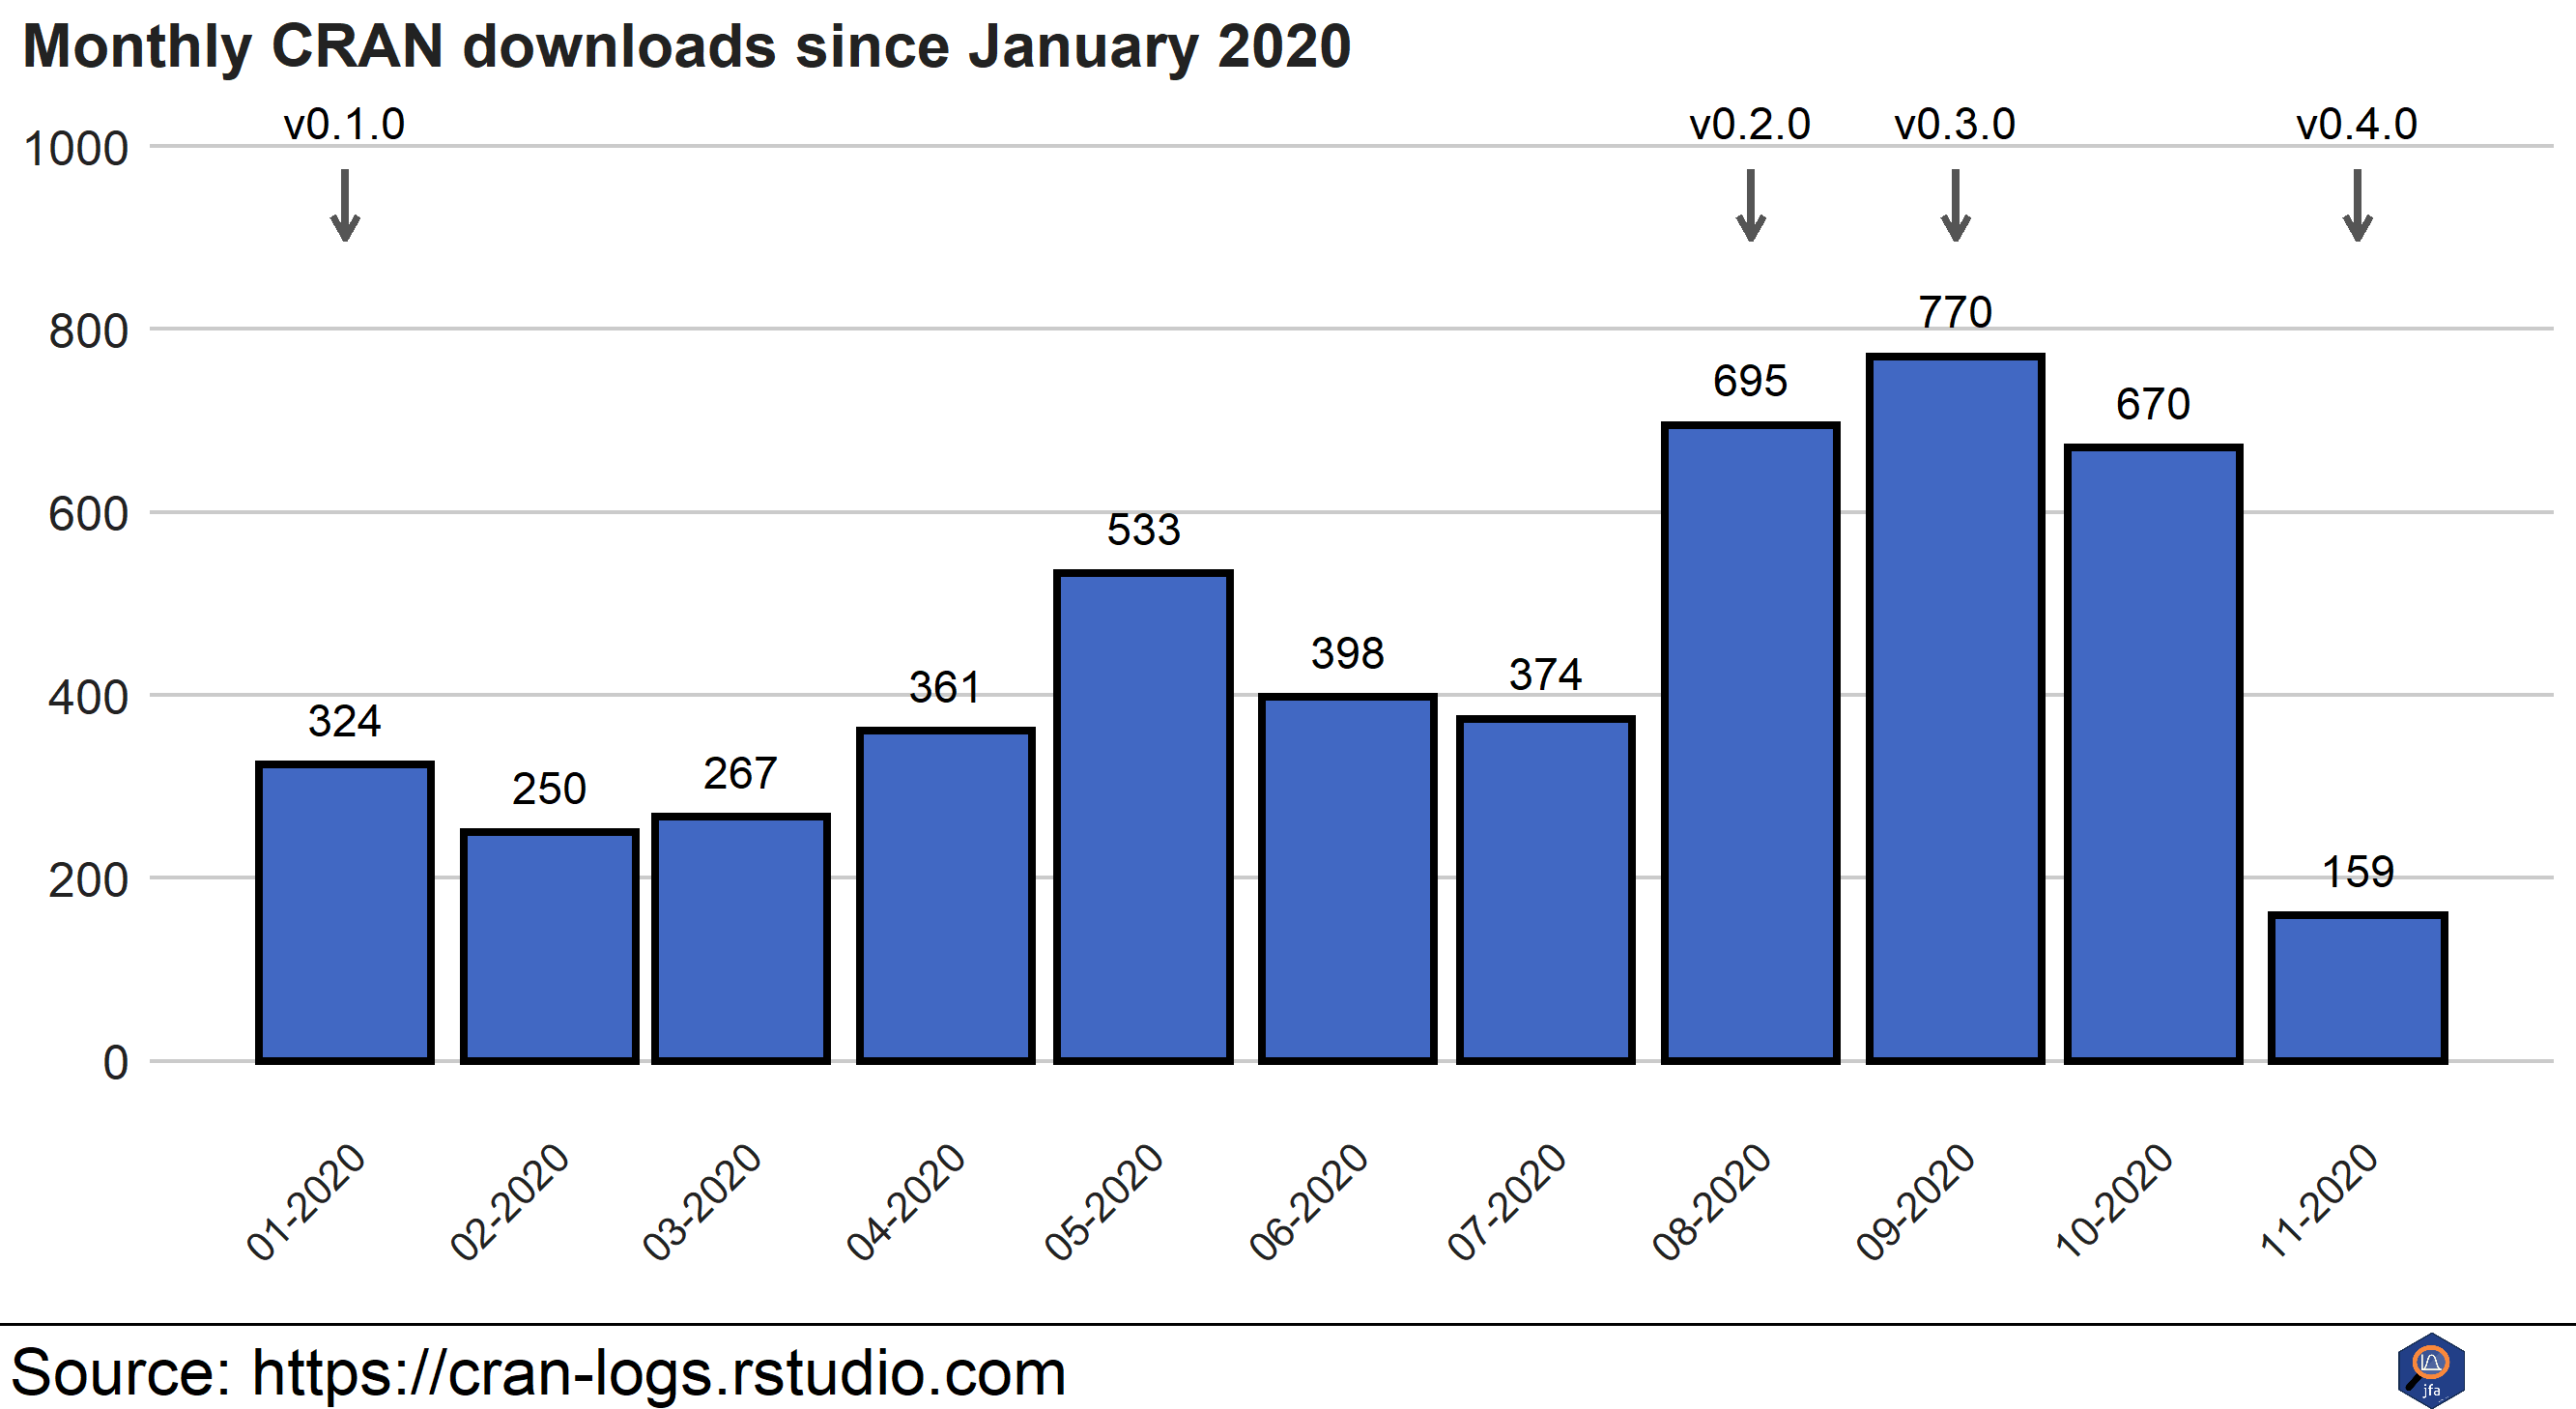 Monthly CRAN downloads since January 2020
v0.1.0 v0.2.0 v0.3.0 v0.4.0
1000
800
600
400
200
0
324 250 267 361 533 398 374 695 770 670 159
01-2020 02-2020 03-2020 04-2020 05-2020 06-2020 07-2020 08-2020 09-2020 10-2020 11-2020
Source: https://cran-logs.rstudio.com
jfa